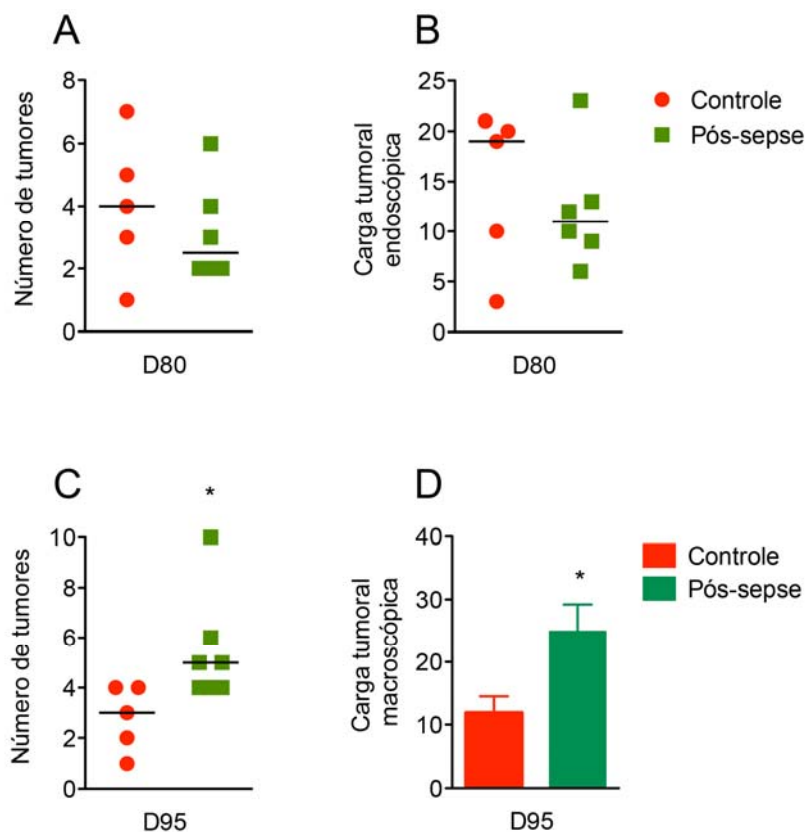 A
Número de tumores
8
6
4
2
0
D80
B
Carga tumoral
endoscópica
25
20
15
10
5
0
D80
Controle
Pós-sepse
C
Número de tumores
10
8
6
4
2
0
*
D95
D
Carga tumoral
macroscópica
40
30
20
10
0
*
D95
Controle
Pós-sepse